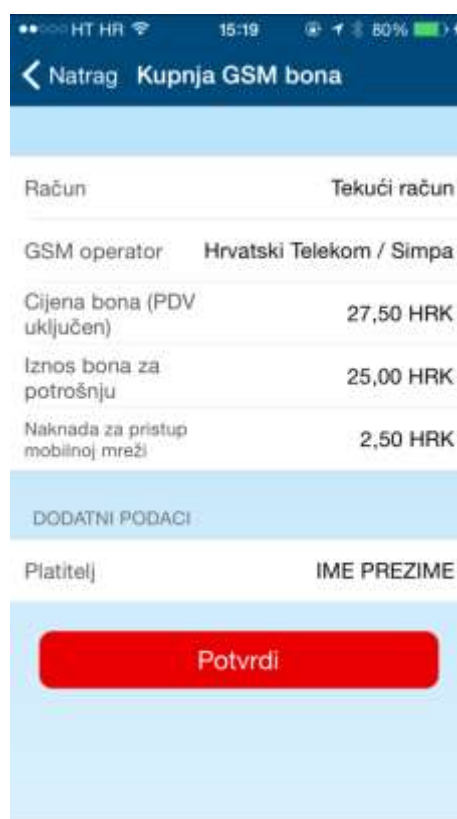 HT HR 15:19 80%
Natrag Kupnja GSM bona
Račun Tekući račun
GSM operator Hrvatski Telekom / Simpa
Cijena bona (PDV
uključen) 27,50 HRK
Iznos bona za
potrošnju 25,00 HRK
Naknada za pristup
mobilnoj mreži 2,50 HRK
DODATNI PODACI
Platitelj IME PREZIME
Potvrdi